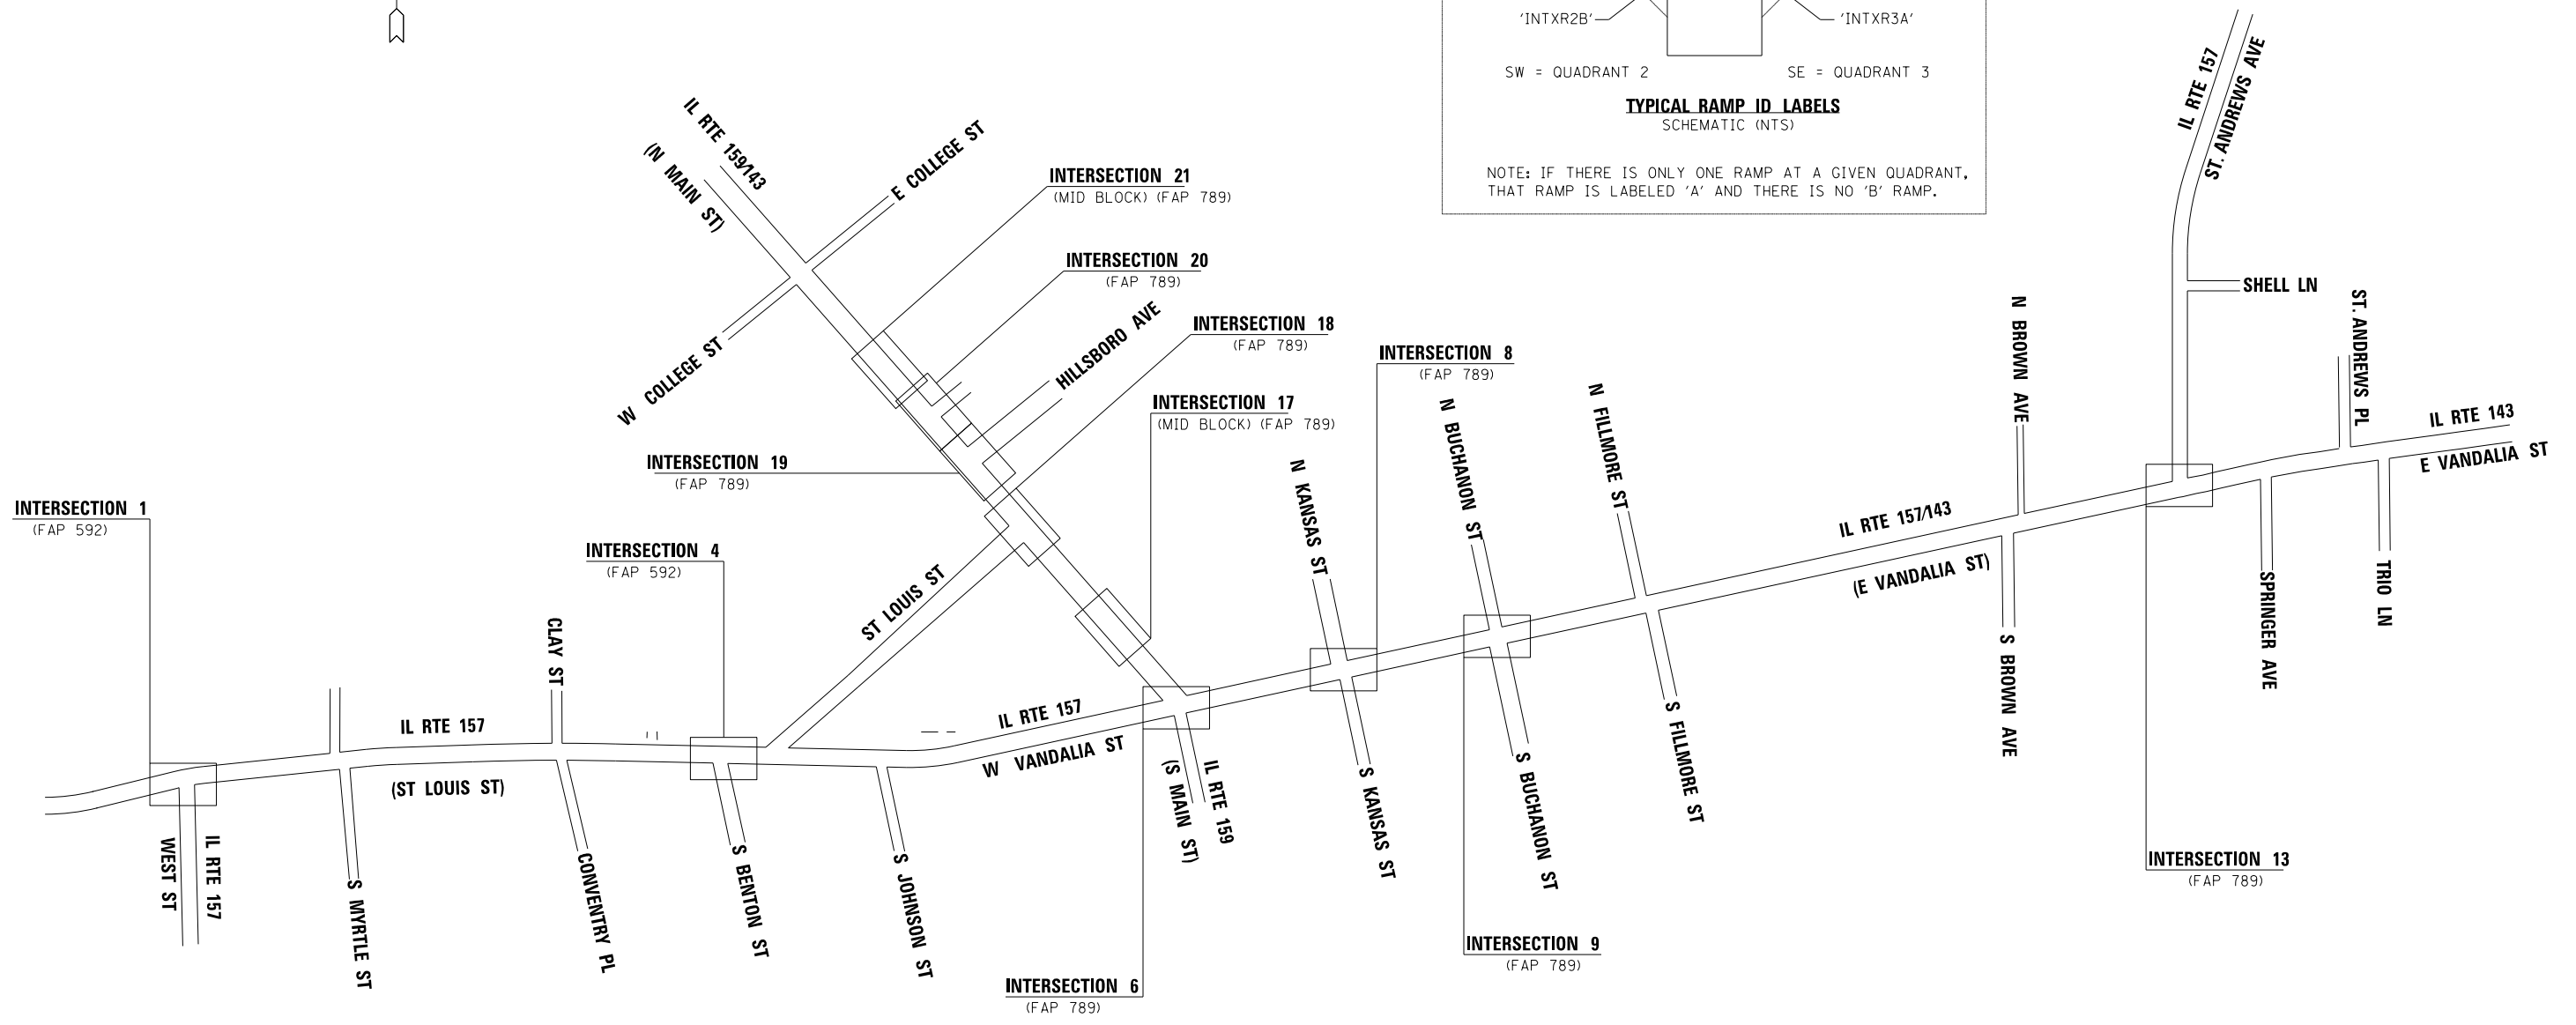 'INTXR2B'
'INTXR3A'
SW = QUADRANT 2
SE = QUADRANT 3
TYPICAL RAMP ID LABELS
SCHEMATIC (NTS)
NOTE: IF THERE IS ONLY ONE RAMP AT A GIVEN QUADRANT,
THAT RAMP IS LABELED 'A' AND THERE IS NO 'B' RAMP.
IL RTE 157
ST. ANDREWS AVE
IL RTE 159/143
(N MAIN ST)
E COLLEGE ST
W COLLEGE ST
INTERSECTION 21
(MID BLOCK) (FAP 789)
INTERSECTION 20
(FAP 789)
HILLSBORO AVE
INTERSECTION 18
(FAP 789)
INTERSECTION 17
(MID BLOCK) (FAP 789)
INTERSECTION 8
(FAP 789)
INTERSECTION 19
(FAP 789)
SHELL LN
ST. ANDREWS PL
IL RTE 143
E VANDALIA ST
N BROWN AVE
N FILLMORE ST
N BUCHANON ST
N KANSAS ST
INTERSECTION 1
(FAP 592)
INTERSECTION 4
(FAP 592)
ST LOUIS ST
CLAY ST
IL RTE 157
(ST LOUIS ST)
IL RTE 157
W VANDALIA ST
IL RTE 157/143
(E VANDALIA ST)
WEST ST
IL RTE 157
S MYRTLE ST
CONVENTRY PL
S BENTON ST
S JOHNSON ST
(S MAIN ST)
IL RTE 159
S KANSAS ST
S BUCHANON ST
S FILLMORE ST
S BROWN AVE
SPRINGER AVE
TRIO LN
INTERSECTION 13
(FAP 789)
INTERSECTION 9
(FAP 789)
INTERSECTION 6
(FAP 789)